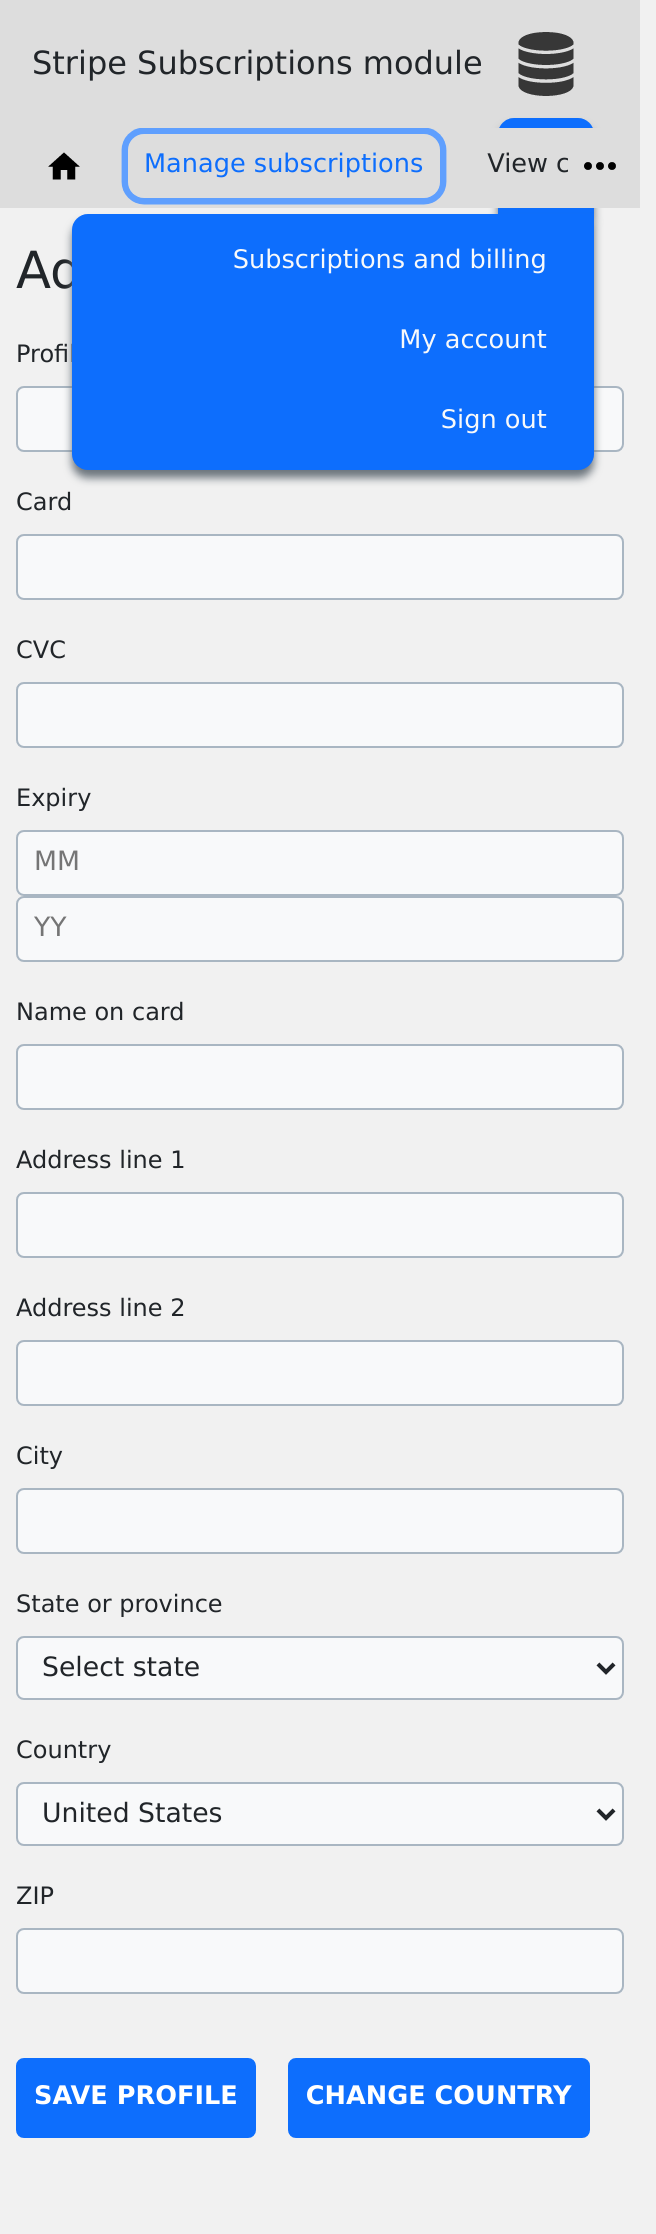 Stripe Subscriptions module
Manage subscriptions
View c
Subscriptions and billing
My account
Sign out
Card
CVC
Expiry
MM
YY
Name on card
Address line 1
Address line 2
City
State or province
Select state
Country
United States
ZIP
SAVE PROFILE
CHANGE COUNTRY